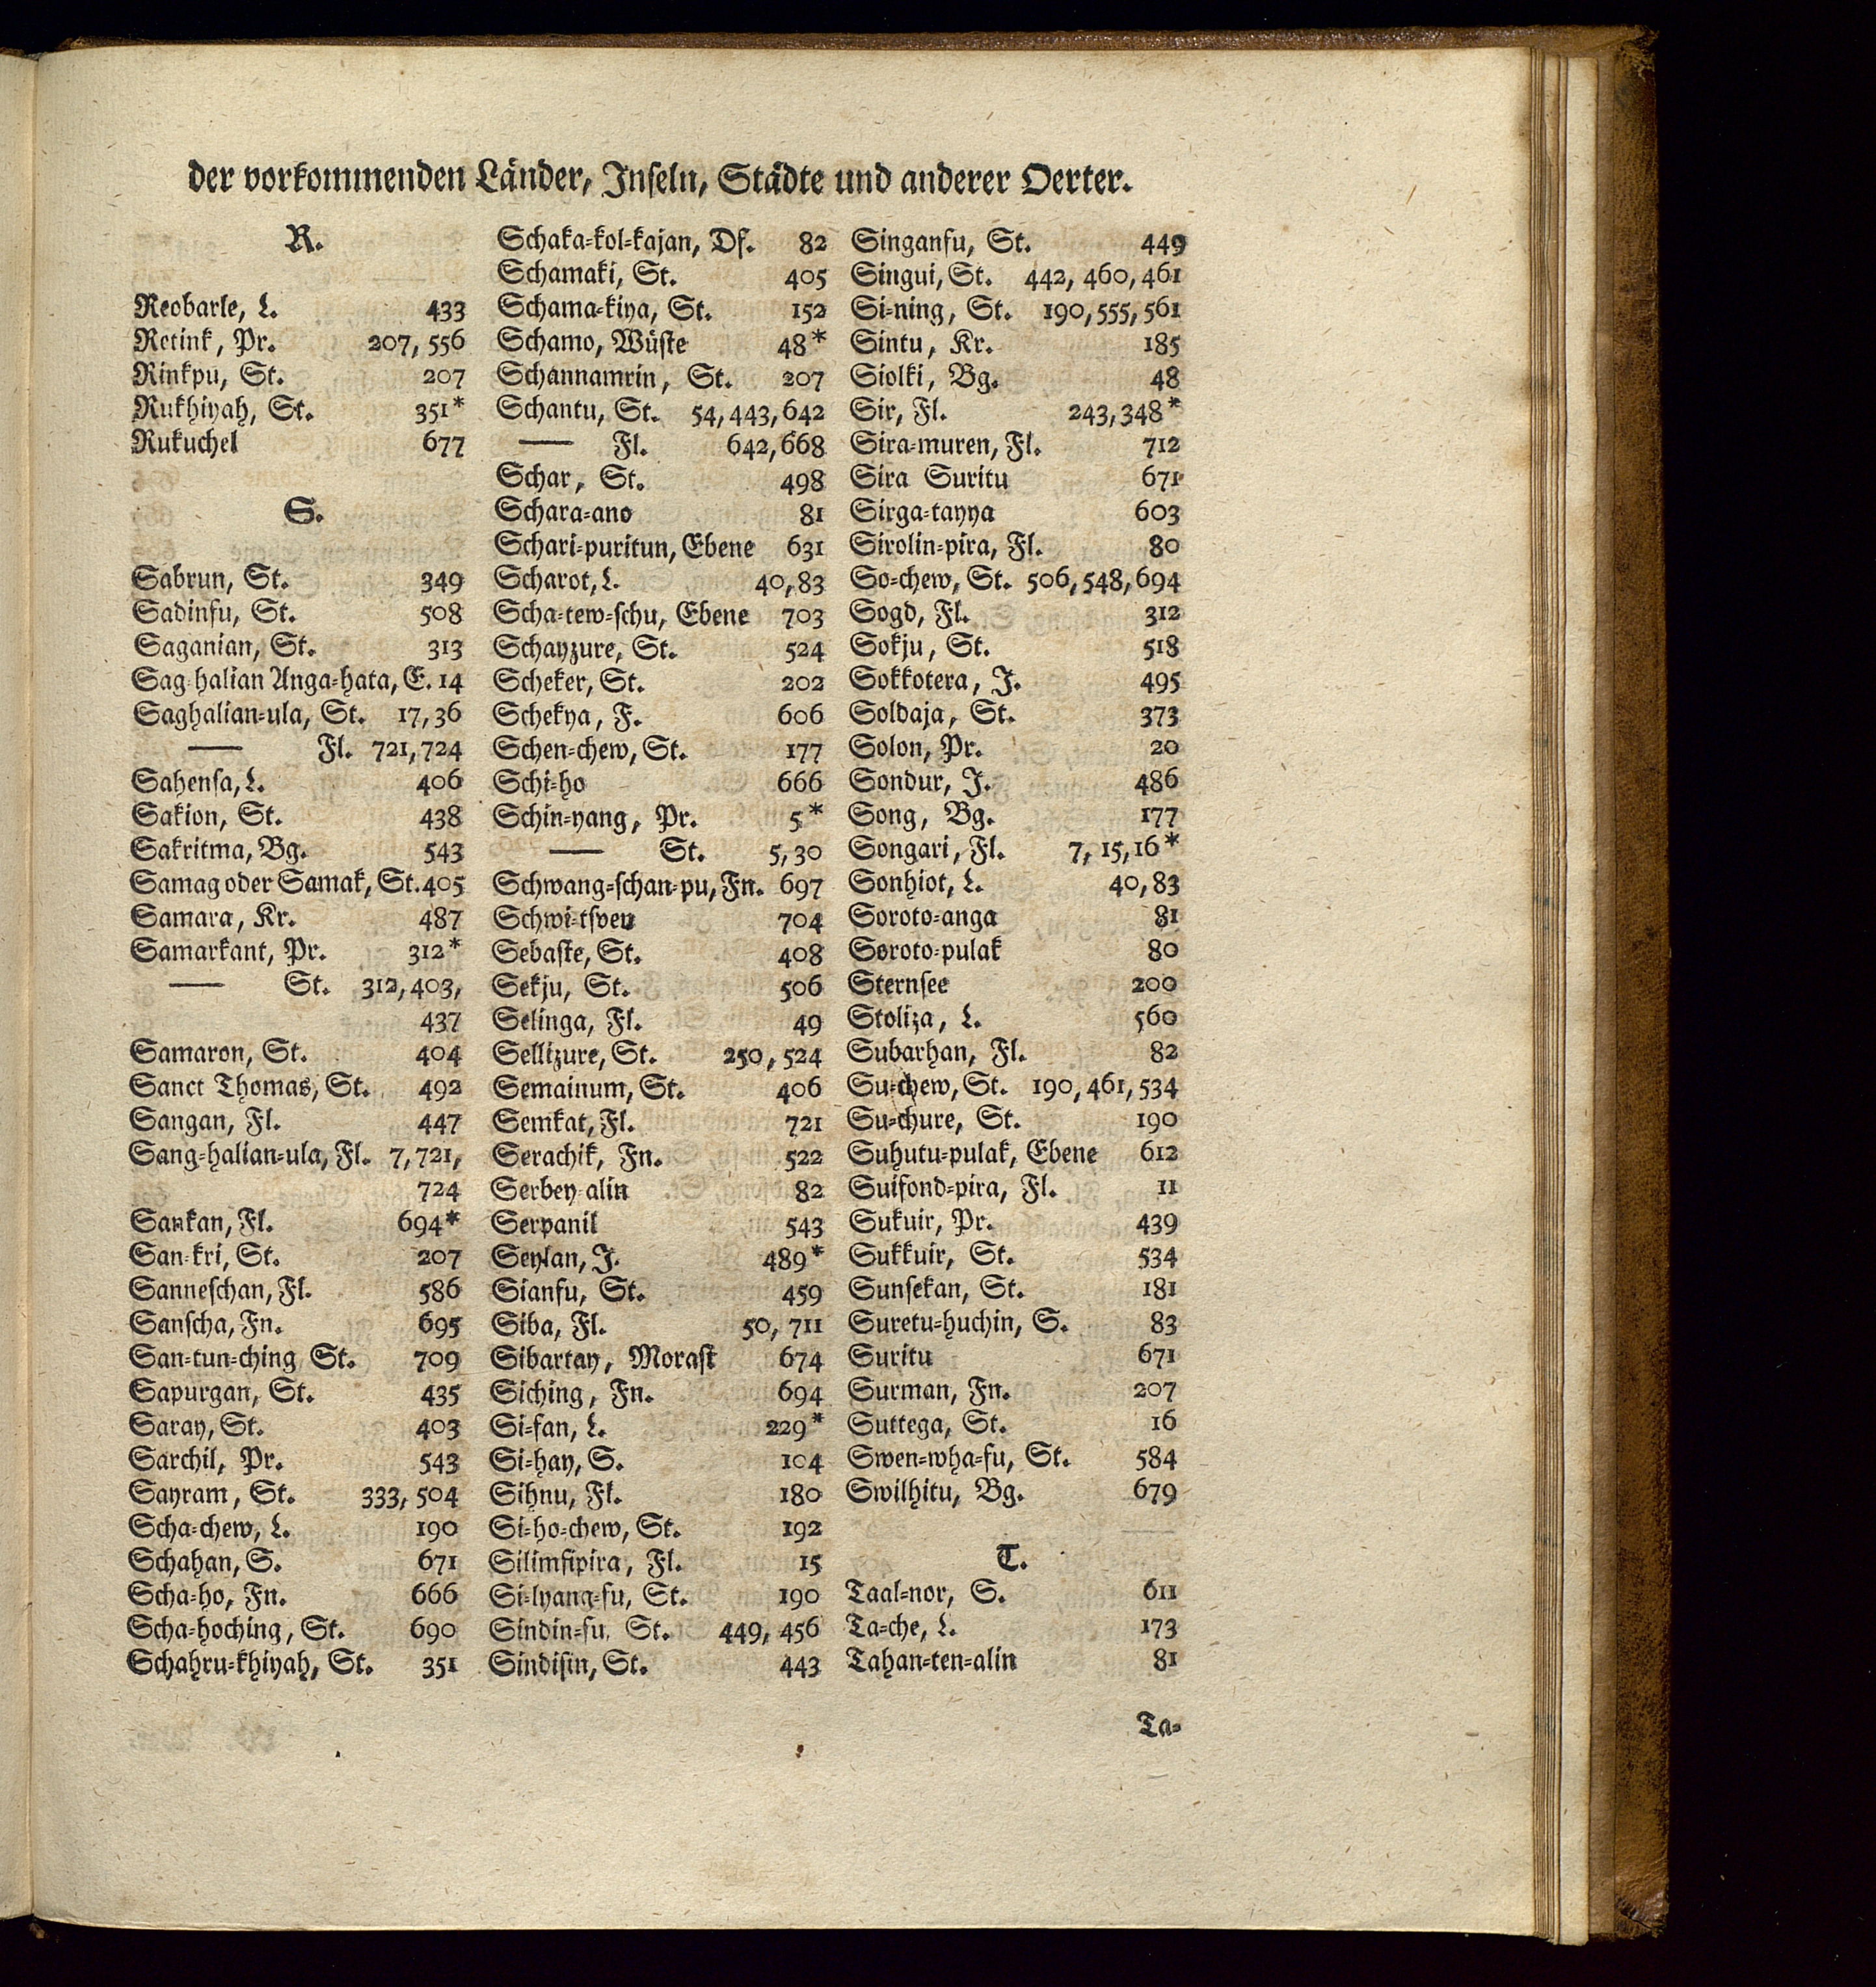 der vorkommenden Länder, Inſeln, Städte und anderer Oerter.
R.
Reobarle, L. 433
Retink, Pr. 207, 556
Rinkpu, St. 207
Rukhiyah, St. 351*
Rukuchel 677
S.
Sabrun, St. 349
Sadinfu, St. 508
Saganian, St. 313
Sag-halian Anga-hata, E. 14
Saghalian-ula, St. 17, 36
— Fl. 721, 724
Sahensa, L. 406
Sakion, St. 438
Sakritma, Bg. 543
Samag oder Samak, St. 405
Samara, Kr. 487
Samarkant, Pr. 312*
— St. 312, 403,
437
Samaron, St. 404
Sanct Thomas, St. 492
Sangan, Fl. 447
Sang-halian-ula, Fl. 7, 721,
724
Sankan, Fl. 694*
San-kri, St. 207
Sanneſchan, Fl. 586
Sanſcha, Fn. 695
San-tun-ching St. 709
Sapurgan, St. 435
Saray, St. 403
Sarchil, Pr. 543
Sayram, St. 333, 504
Scha-chew, L. 190
Schahan, S. 671
Scha-ho, Fn. 666
Scha-hoching, St. 690
Schahru-khiyah, St. 351
Schaka-kol-kajan, Df. 82
Schamaki, St. 405
Schama-kiya, St. 152
Schamo, Wüſte 48*
Schannamrin, St. 207
Schantu, St. 54, 443, 642
— Fl. 642, 668
Schar, St. 498
Schara-ano 81
Schari-puritun, Ebene 631
Scharot, L. 40, 83
Scha-tew-ſchu, Ebene 703
Schayzure, St. 524
Scheker, St. 202
Schekya, F. 606
Schen-chew, St. 177
Schi-ho 666
Schin-yang, Pr. 5*
— St. 5, 30
Schwang-ſchan-pu, Fn. 697
Schwi-tſven 704
Sebaſte, St. 408
Sekju, St. 506
Selinga, Fl. 49
Sellizure, St. 250, 524
Semainum, St. 406
Semkat, Fl. 721
Serachik, Fn. 522
Serbey alin 82
Serpanil 543
Seylan, J. 489*
Sianfu, St. 459
Siba, Fl. 50, 711
Sibartay, Moraſt 674
Siching, Fn. 694
Si-fan, L. 229*
Si-hay, S. 104
Sihnu, Fl. 180
Si-ho-chew, St. 192
Silimſipira, Fl. 15
Si-lyang-fu, St. 190
Sindin-fu, St. 449, 456
Sindiſin, St. 443
Singanfu, St. 449
Singui, St. 442, 460, 461
Si-ning, St. 190, 555, 561
Sintu, Kr. 185
Siolki, Bg. 48
Sir, Fl. 243, 348*
Sira-muren, Fl. 712
Sira Suritu 671
Sirga-tayya 603
Sirolin-pira, Fl. 80
So-chew, St. 506, 548, 694
Sogd, Fl. 312
Sokju, St. 518
Sokkotera, J. 495
Soldaja, St. 373
Solon, Pr. 20
Sondur, J. 486
Song, Bg. 177
Songari, Fl. 7, 15, 16*
Sonhiot, L. 40, 83
Soroto-anga 81
Soroto-pulak 80
Sternſee 200
Stoliza, L. 560
Subarhan, Fl. 82
Su-chew, St. 190, 461, 534
Su-chure, St. 190
Suhutu-pulak, Ebene 612
Suifond-pira, Fl. 11
Sukuir, Pr. 439
Sukkuir, St. 534
Sunſekan, St. 181
Suretu-huchin, S. 83
Suritu 671
Surman, Fn. 207
Suttega, St. 16
Swen-wha-fu, St. 584
Swilhitu, Bg. 679
T.
Taal-nor, S. 611
Ta-che, L. 173
Tahan-ten-alin 81
Ta-